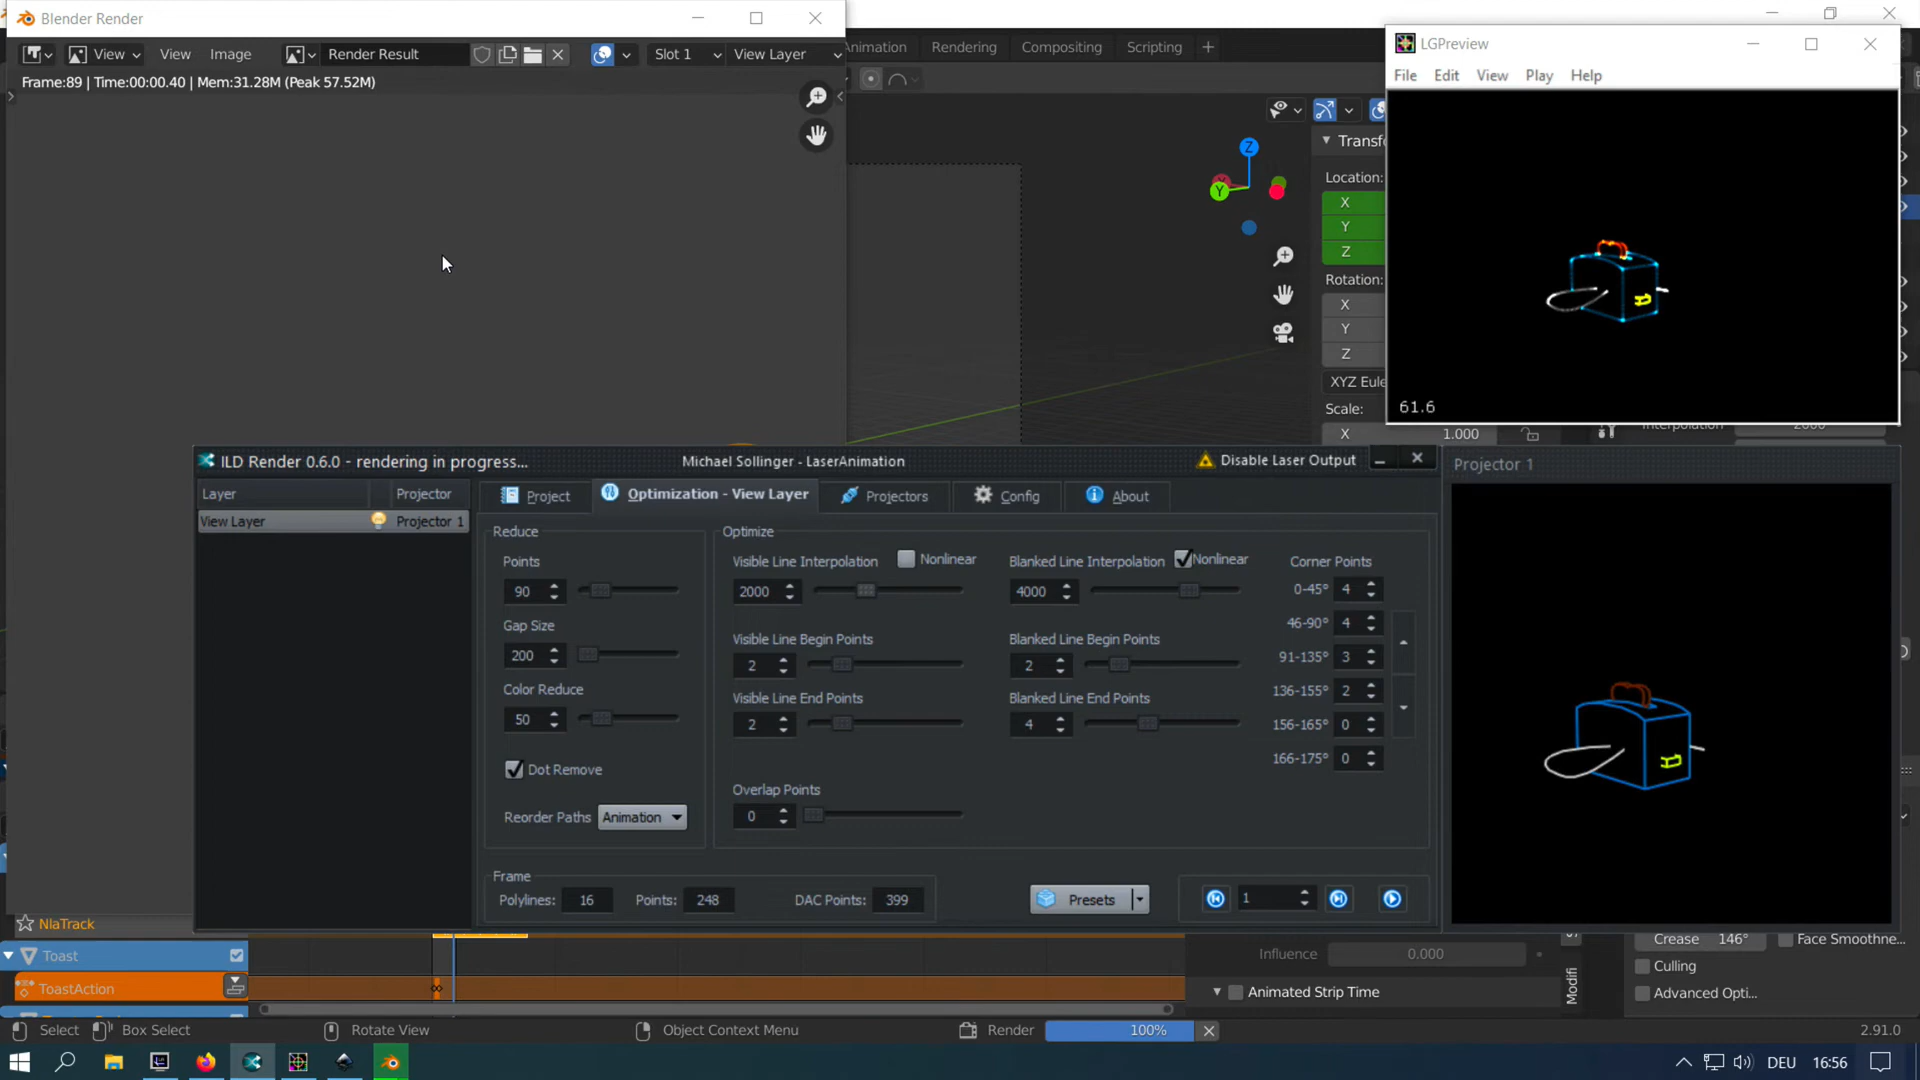 Blender Render
View
View
Image
Render Result
Slot 1
View Layer
Frame:89 | Time:00:00.40 | Mem:31.28M (Peak 57.52M)
Animation
Rendering
Compositing
Scripting
LGPreview
File
Edit
View
Play
Help
61.6
Z
Y
Transf
Location:
X
Y
Z
Rotation:
X
Y
Z
XYZ Eule
Scale:
X
1.000
ILD Render 0.6.0 - rendering in progress...
Michael Sollinger - LaserAnimation
Disable Laser Output
Projector 1
Layer
Projector
View Layer
Projector 1
Project
Optimization - View Layer
Projectors
Config
About
Reduce
Points
90
Gap Size
200
Color Reduce
50
Dot Remove
Reorder Paths
Animation
Optimize
Visible Line Interpolation
Nonlinear
2000
Visible Line Begin Points
2
Visible Line End Points
2
Overlap Points
0
Blanked Line Interpolation
Nonlinear
4000
Blanked Line Begin Points
2
Blanked Line End Points
4
Corner Points
0-45° 4
46-90° 4
91-135° 3
136-155° 2
156-165° 0
166-175° 0
Frame
Polylines: 16
Points: 248
DAC Points: 399
Presets
1
NlaTrack
Toast
ToastAction
Influence
0.000
Animated Strip Time
Modifi
Crease 146°
Face Smoothne...
Culling
Advanced Opti...
Select
Box Select
Rotate View
Object Context Menu
Render
100%
2.91.0
DEU
16:56